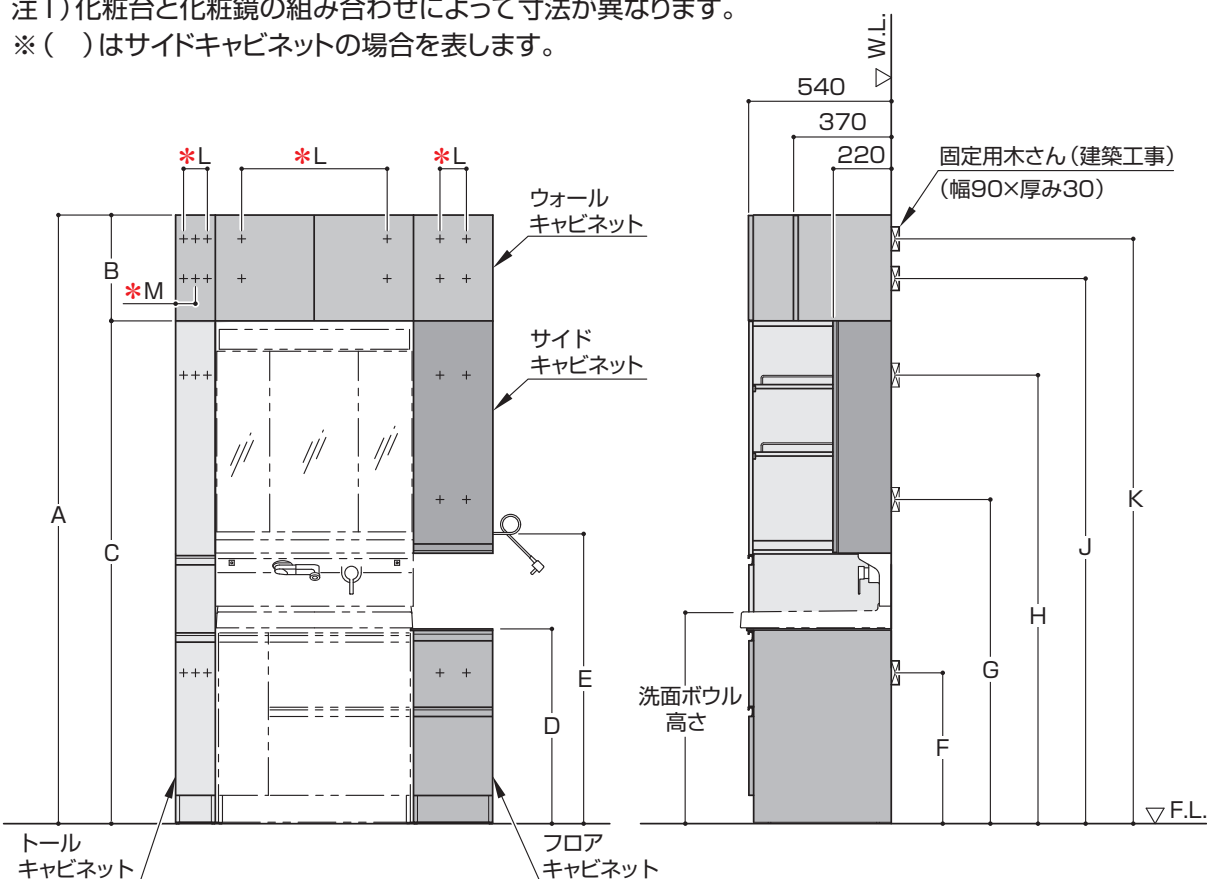 注1）化粧台と化粧鏡の組み合わせによって寸法が異なります。
※（　）はサイドキャビネットの場合を表します。
W.L.
540
370
220
固定用木さん（建築工事）
（幅90×厚み30）
*L
*L
*L
ウォール
キャビネット
B
*M
サイド
キャビネット
A
C
K
J
H
G
E
D
洗面ボウル
高さ
F
F.L.
トール
キャビネット
フロア
キャビネット